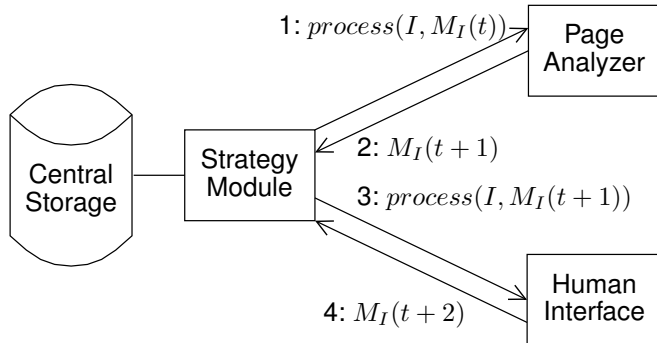 1: process(I, M_I(t))
Page
Analyzer
Central
Storage
Strategy
Module
2: M_I(t+1)
3: process(I, M_I(t+1))
4: M_I(t+2)
Human
Interface